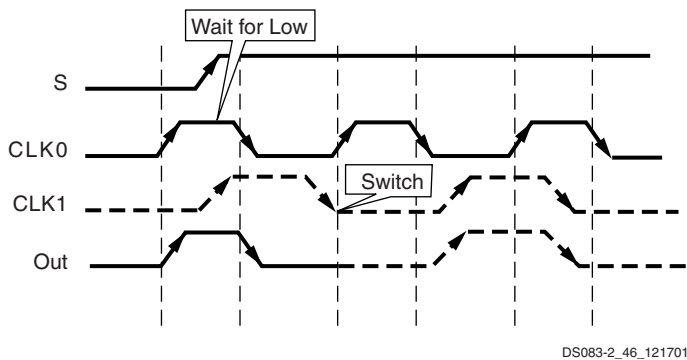 Wait for Low
S
CLK0
CLK1
Switch
Out
DS083-2_46_121701